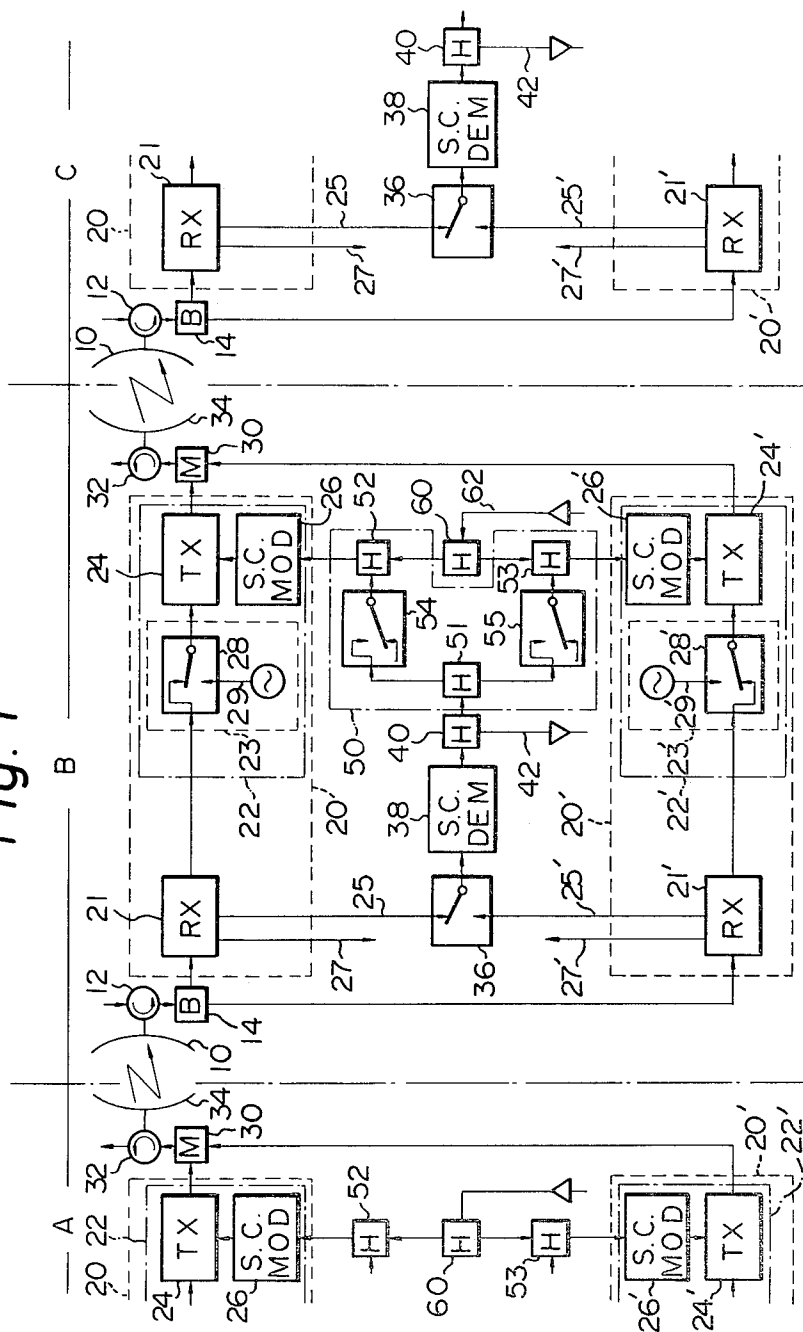 Fig. 1
A B C
20 22 24 TX 26 S.C. MOD
32 30 M
34 10
12 B 14
21 RX
20
25
27
22 23 28 29
24 TX
26 S.C. MOD
32 30 M
34 10
12 B 14
20 21 RX
25
27
52 H
60 H
53 H
36
38 S.C. DEM
40 H
42
50
51 H
54
55
52 H
60 H
62
53 H
36
38 S.C. DEM
40 H
42
26' S.C. MOD
24' TX
20'
22'
27'
25'
21' RX
20'
22'
23'
29'
28'
26' S.C. MOD
24' TX
27'
25'
21' RX
20'